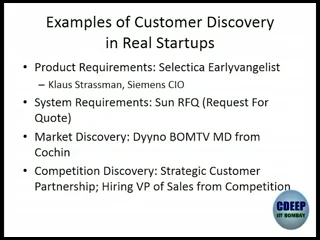 Examples of Customer Discovery
in Real Startups
• Product Requirements: Selectica Earlyvangelist
– Klaus Strassman, Siemens CIO
• System Requirements: Sun RFQ (Request For
Quote)
• Market Discovery: Dyyno BOMTV MD from
Cochin
• Competition Discovery: Strategic Customer
Partnership; Hiring VP of Sales from Competition
CDEEP
IIT BOMBAY